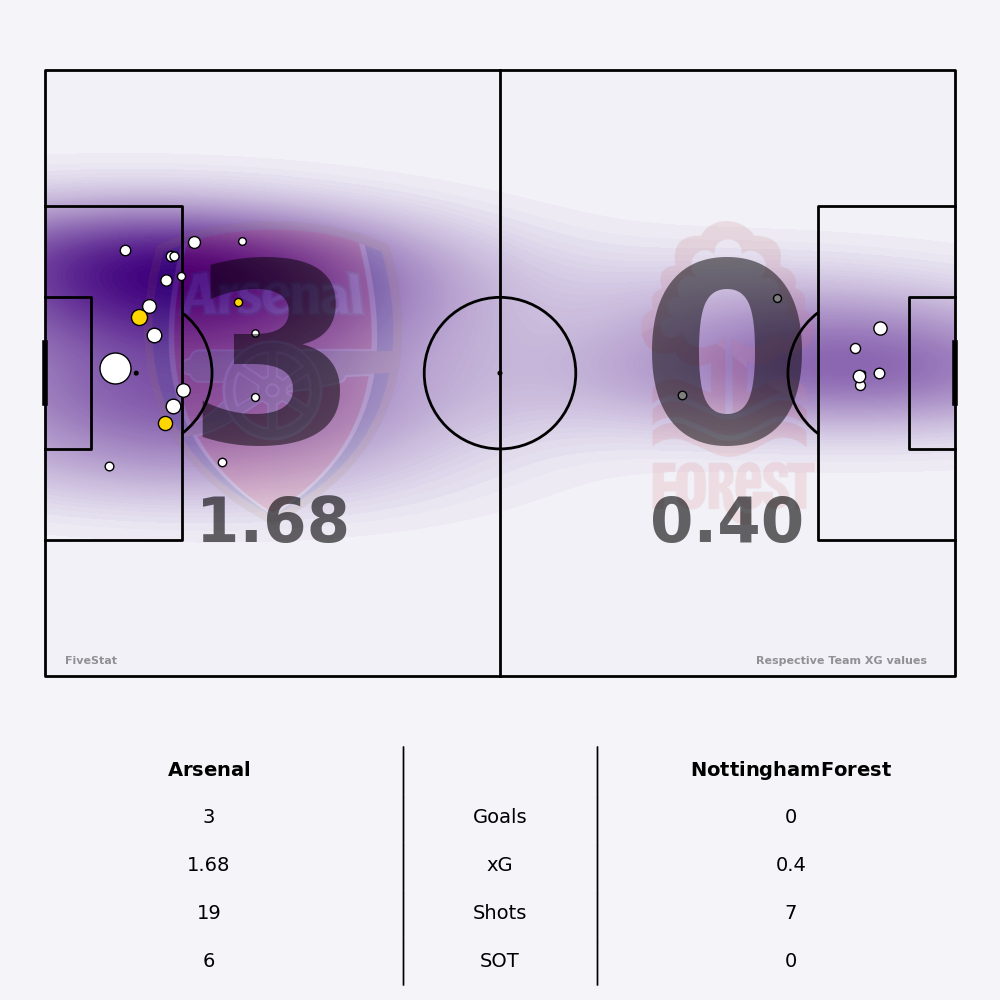 Arsenal
3
0
FOREST
1.68
0.40
FiveStat
Respective Team XG values
Arsenal
NottinghamForest
3
Goals
0
1.68
xG
0.4
19
Shots
7
6
SOT
0